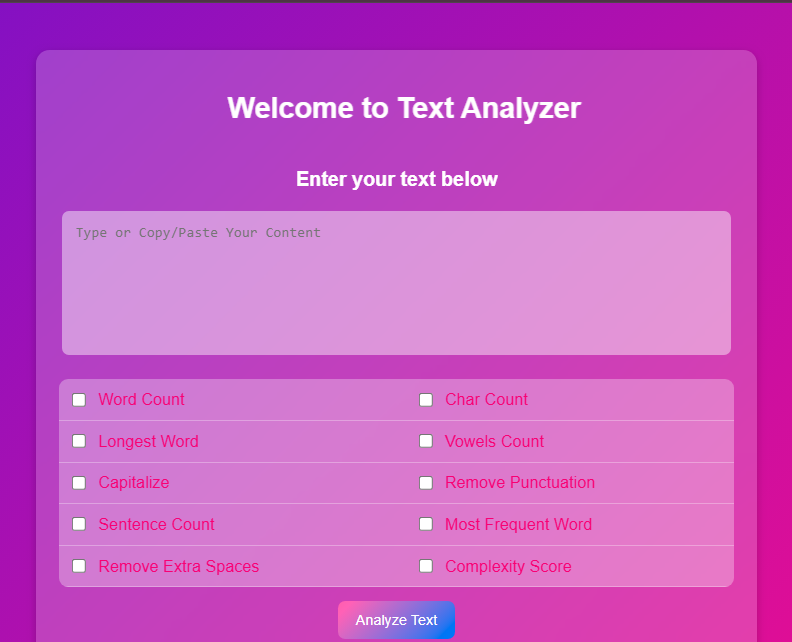 Welcome to Text Analyzer
Enter your text below
Type or Copy/Paste Your Content
Word Count Char Count
Longest Word Vowels Count
Capitalize Remove Punctuation
Sentence Count Most Frequent Word
Remove Extra Spaces Complexity Score
Analyze Text